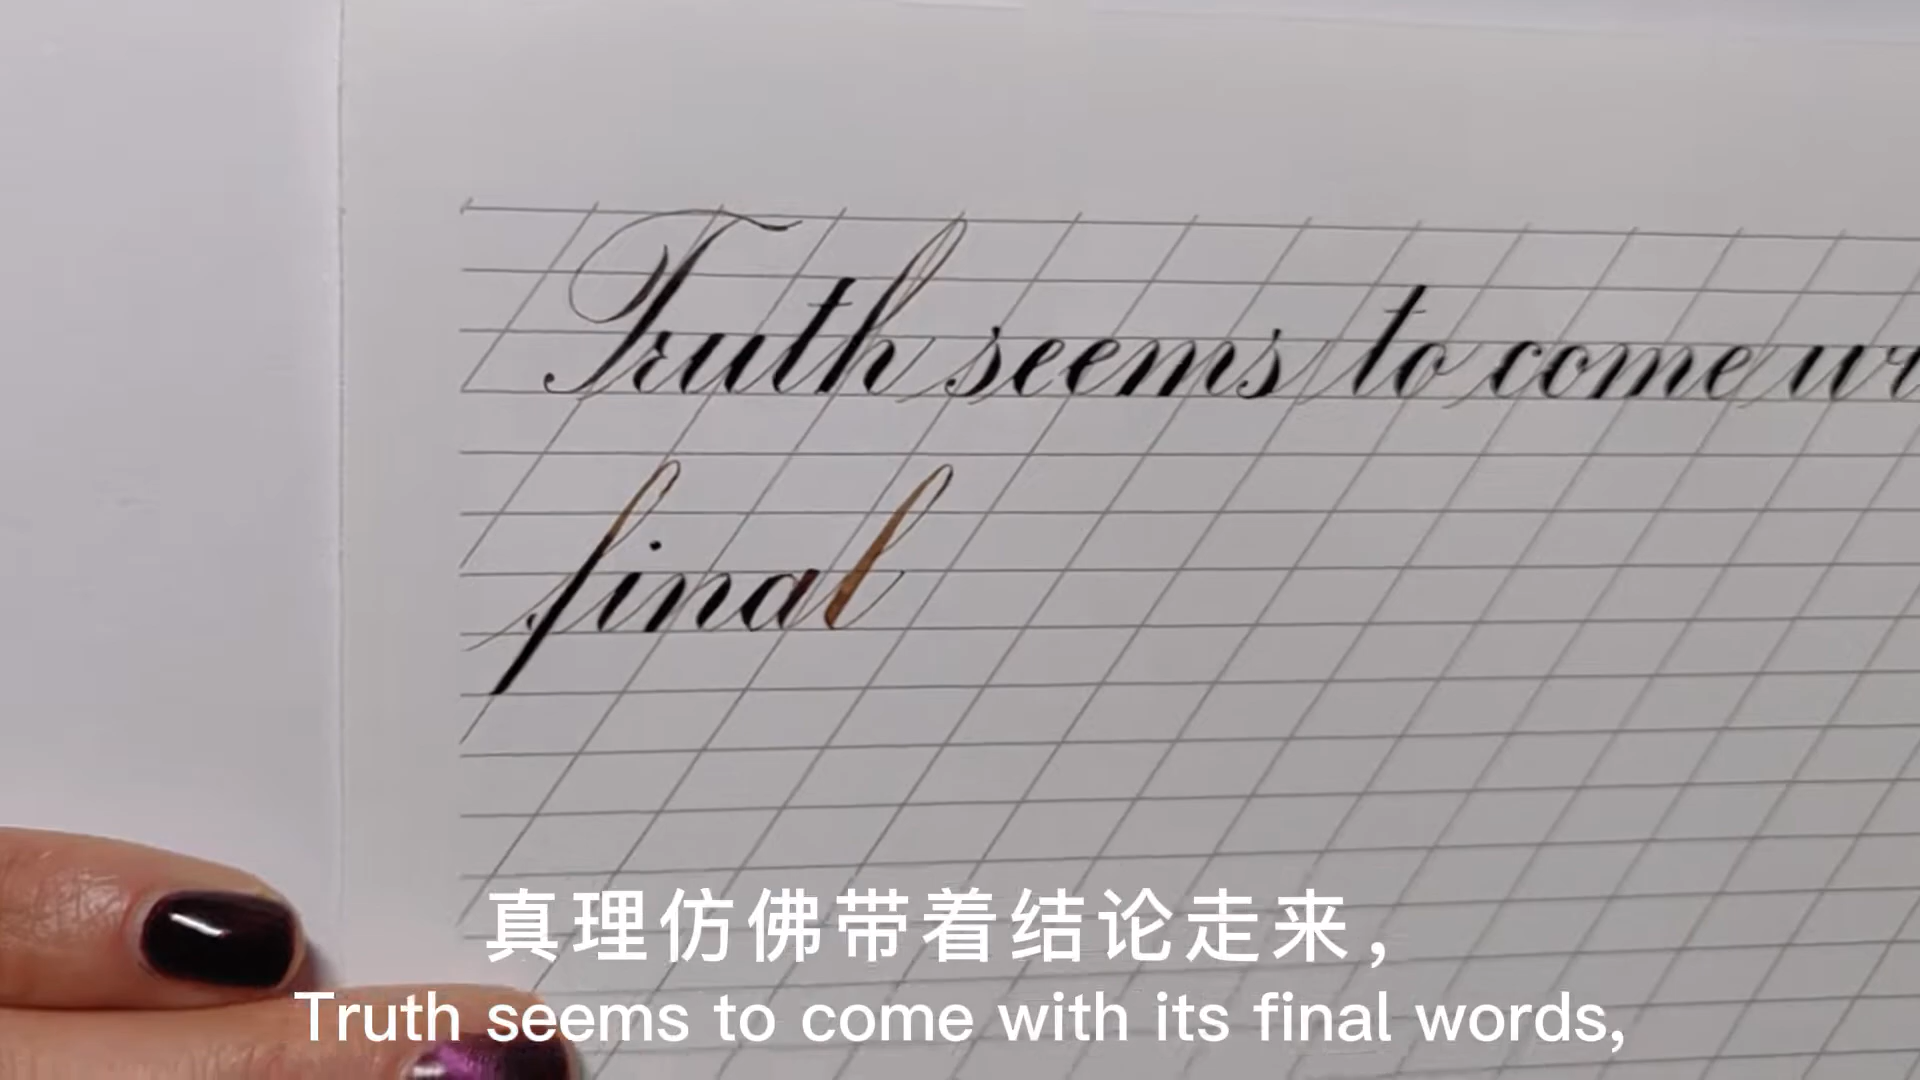 Truth seems to come
final
真理仿佛带着结论走来，
Truth seems to come with its final words,